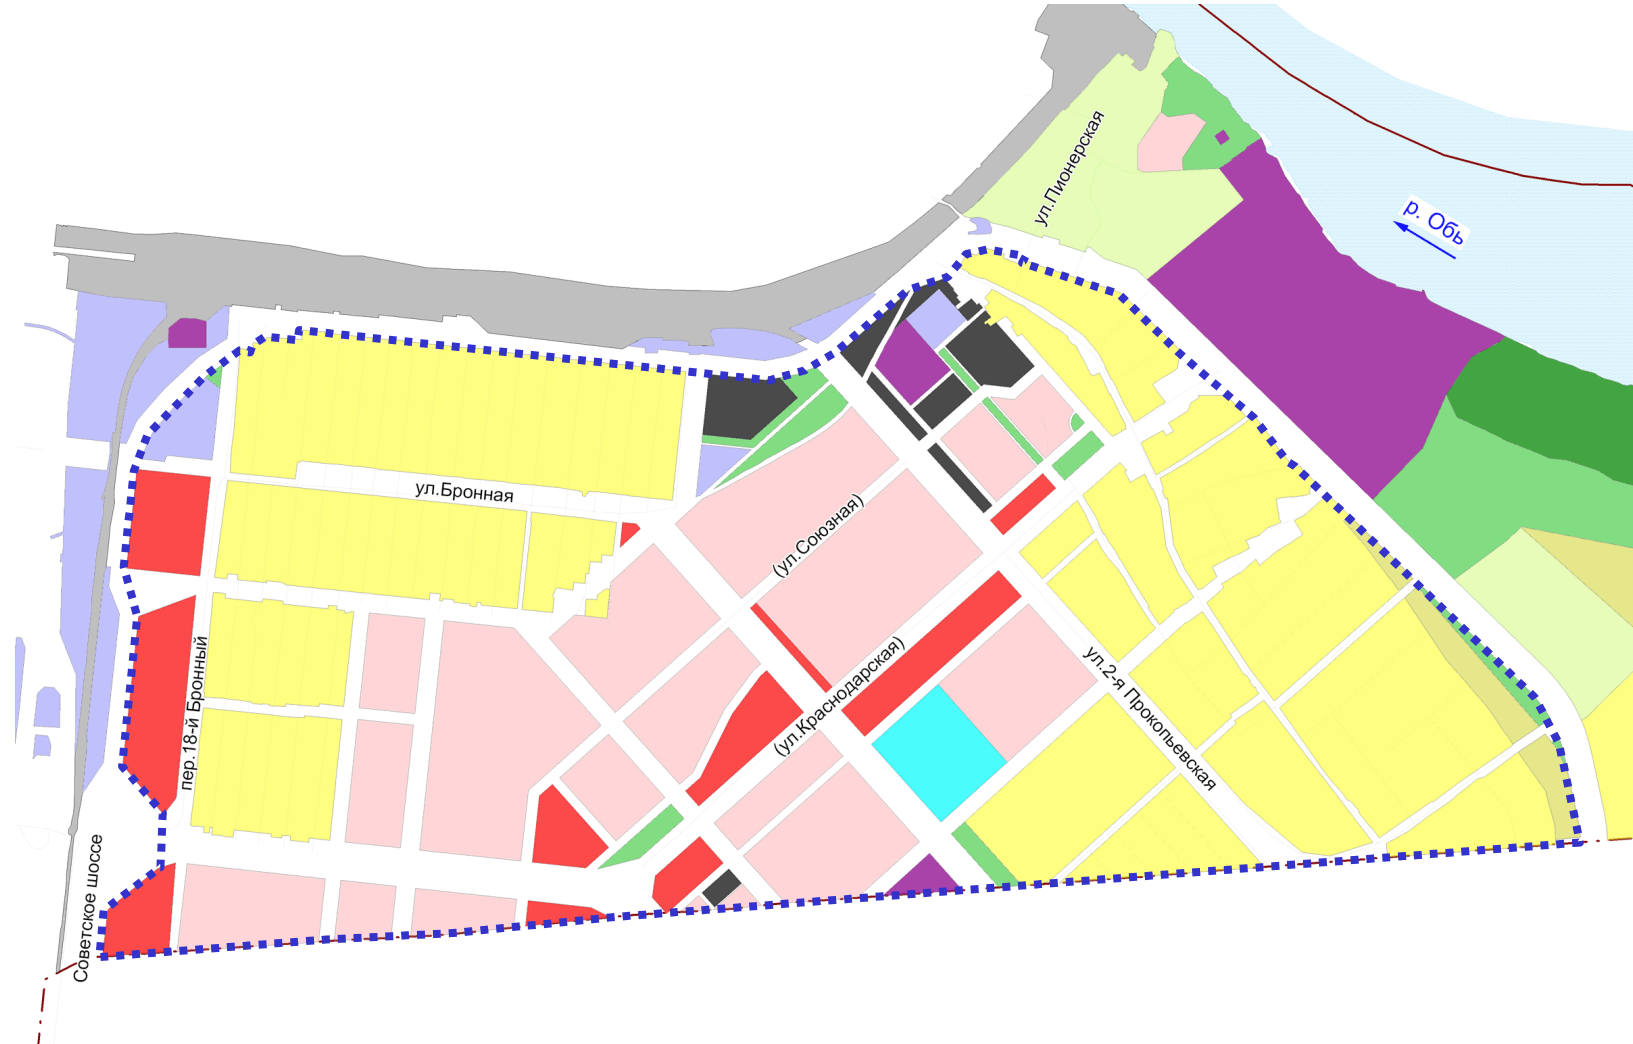 ул.Пионерская
р. Обь
ул.Бронная
(ул.Союзная)
(ул.Краснодарская)
ул.2-я Прокопьевская
пер.18-й Бронный
Советское шоссе